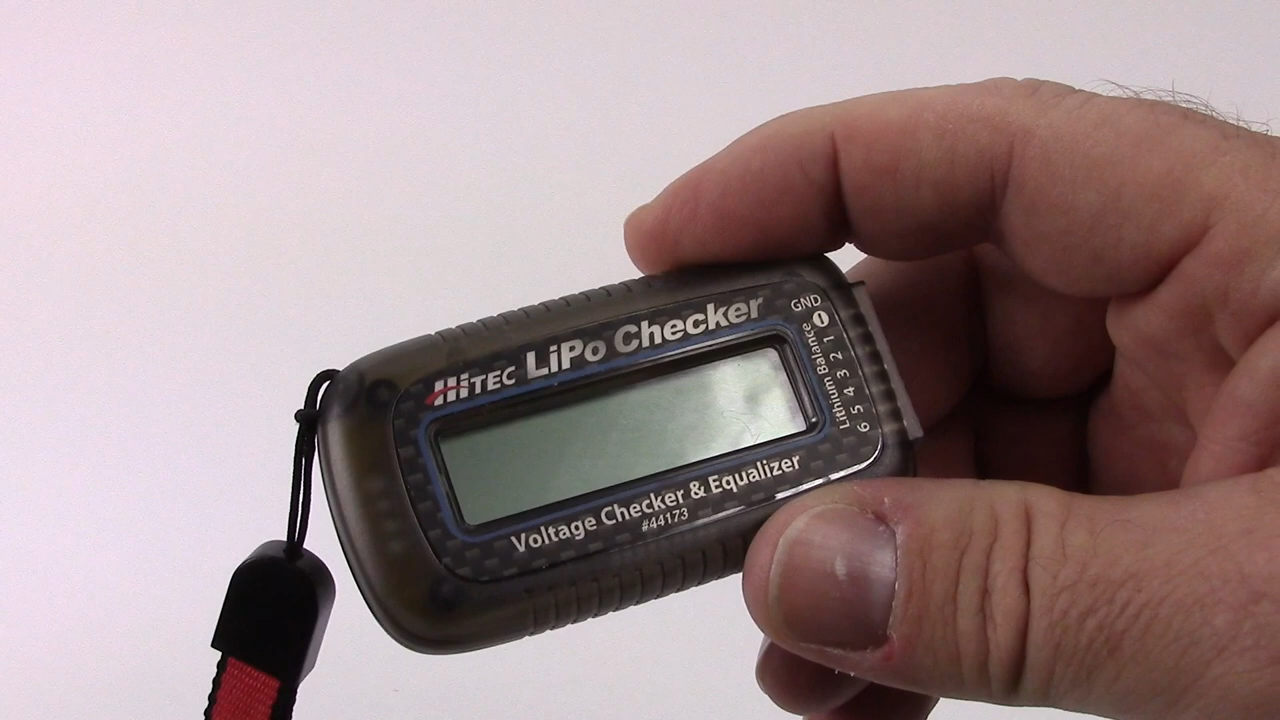 HiTEC LiPo Checker
GND
Lithium Balance
6 5 4 3 2 1
Voltage Checker & Equalizer
#44173